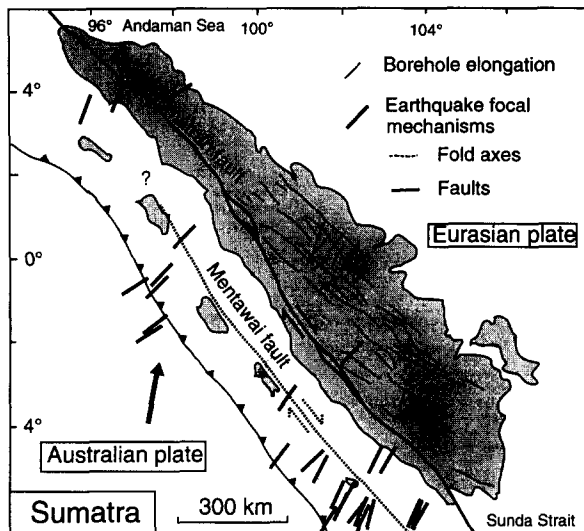 96° Andaman Sea 100° 104°
4°
Borehole elongation
Earthquake focal
mechanisms
Fold axes
Faults
?
fault
Eurasian plate
0°
Mentawai fault
4°
Australian plate
Sumatra
300 km
Sunda Strait